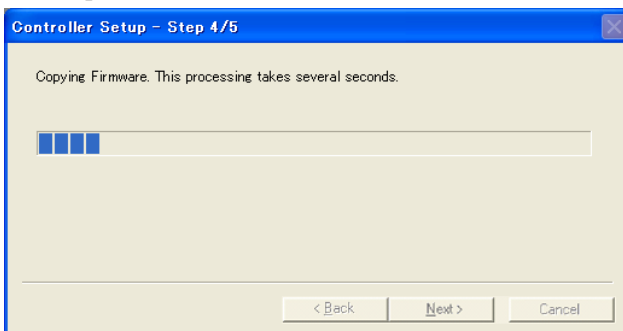 Controller Setup - Step 4/5
Copying Firmware. This processing takes several seconds.
< Back
Next >
Cancel